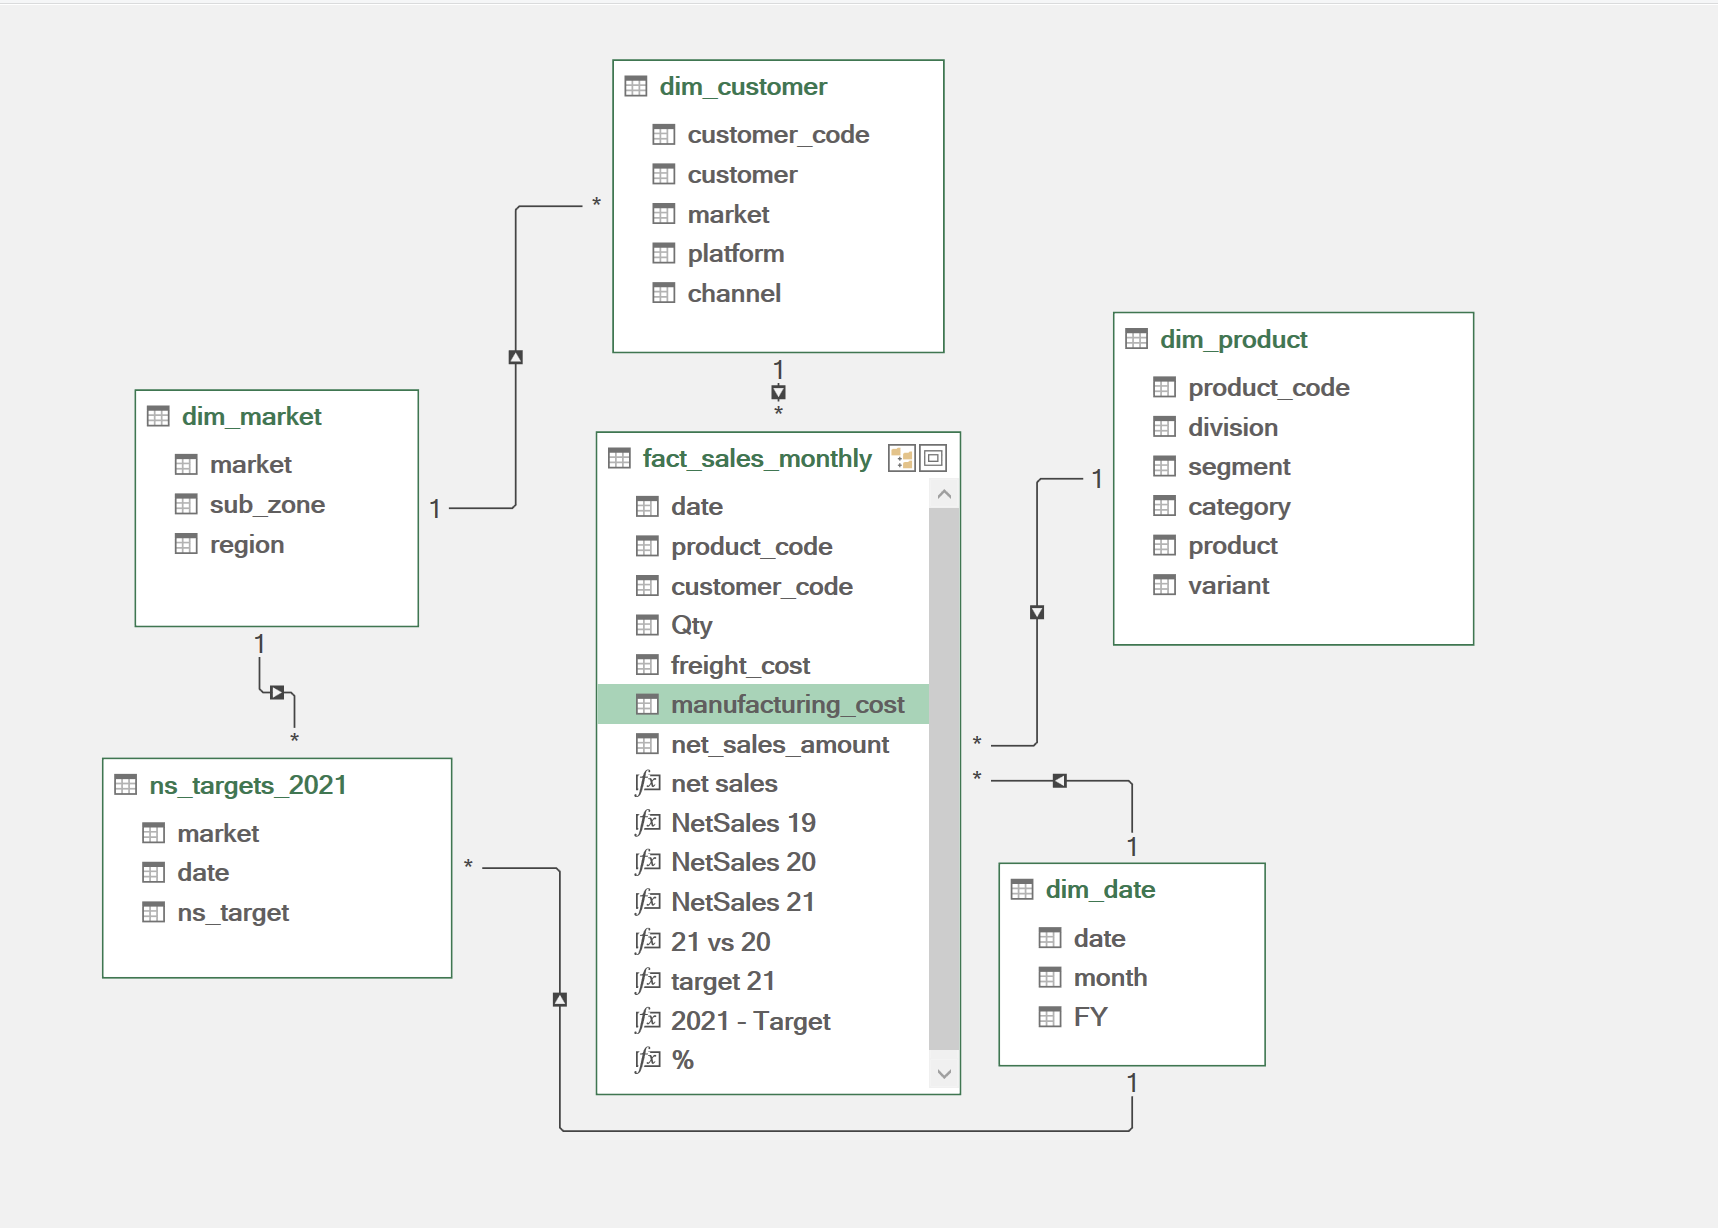 dim_customer
customer_code
customer
market
platform
channel
*
1
*
dim_market
market
sub_zone
region
1
1
*
dim_product
product_code
division
segment
category
product
variant
1
*
fact_sales_monthly
date
product_code
customer_code
Qty
freight_cost
manufacturing_cost
net_sales_amount
net sales
NetSales 19
NetSales 20
NetSales 21
21 vs 20
target 21
2021 - Target
%
*
1
ns_targets_2021
market
date
ns_target
*
dim_date
date
month
FY
1